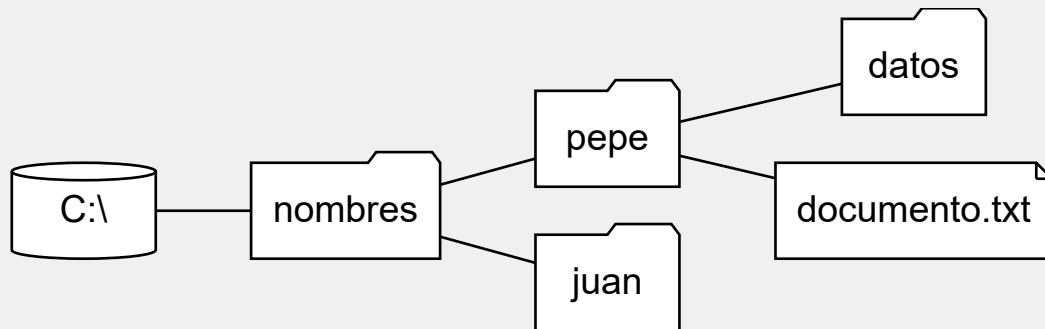 C:\
nombres
pepe
datos
documento.txt
juan